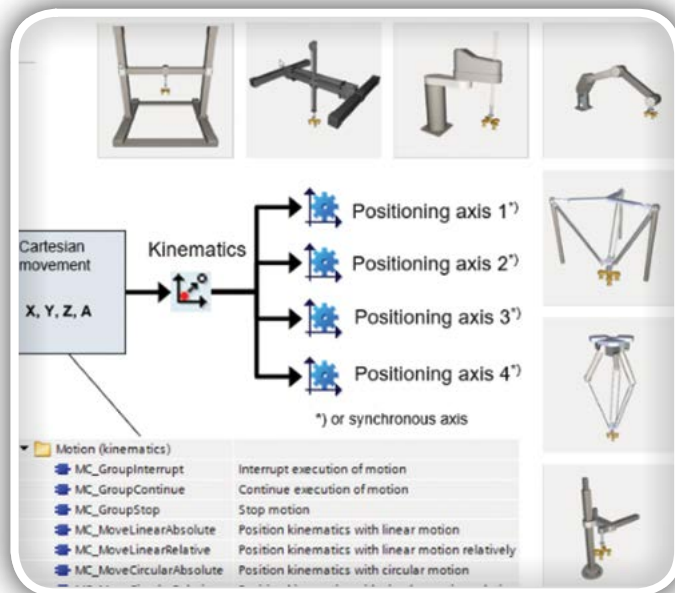 Cartesian
movement
X, Y, Z, A
Kinematics
Positioning axis 1*)
Positioning axis 2*)
Positioning axis 3*)
Positioning axis 4*)
*) or synchronous axis
Motion (kinematics)
MC_GroupInterrupt Interrupt execution of motion
MC_GroupContinue Continue execution of motion
MC_GroupStop Stop motion
MC_MoveLinearAbsolute Position kinematics with linear motion
MC_MoveLinearRelative Position kinematics with linear motion relatively
MC_MoveCircularAbsolute Position kinematics with circular motion